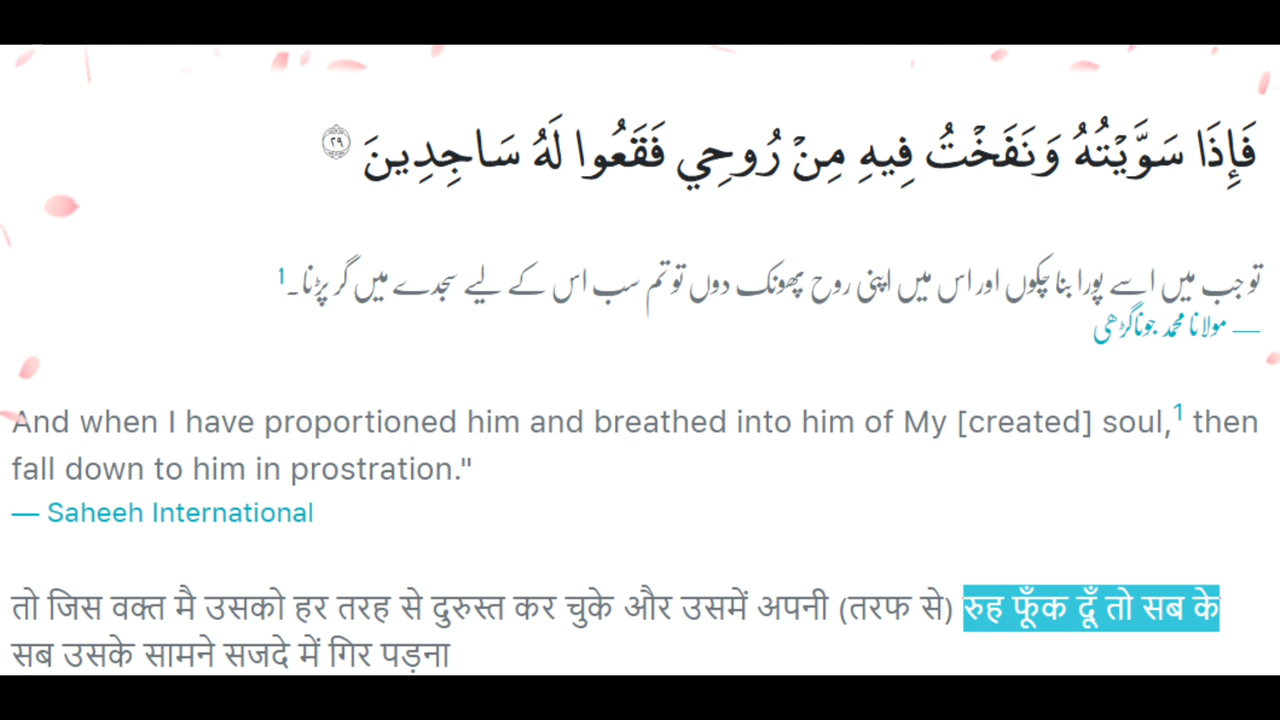 فَإِذَا سَوَّيْتُهُ وَنَفَخْتُ فِيهِ مِنْ رُوحِي فَقَعُوا لَهُ سَاجِدِينَ ٢٩
تو جب میں اسے پورا بنا چکوں اور اس میں اپنی روح پھونک دوں تو تم سب اس کے لیے سجدے میں گر پڑنا۔1
— مولانا محمد جوناگڑھی
And when I have proportioned him and breathed into him of My [created] soul,1 then
fall down to him in prostration."
— Saheeh International
तो जिस वक्त मै उसको हर तरह से दुरुस्त कर चुके और उसमें अपनी (तरफ से) रुह फूँक दूँ तो सब के
सब उसके सामने सजदे में गिर पड़ना